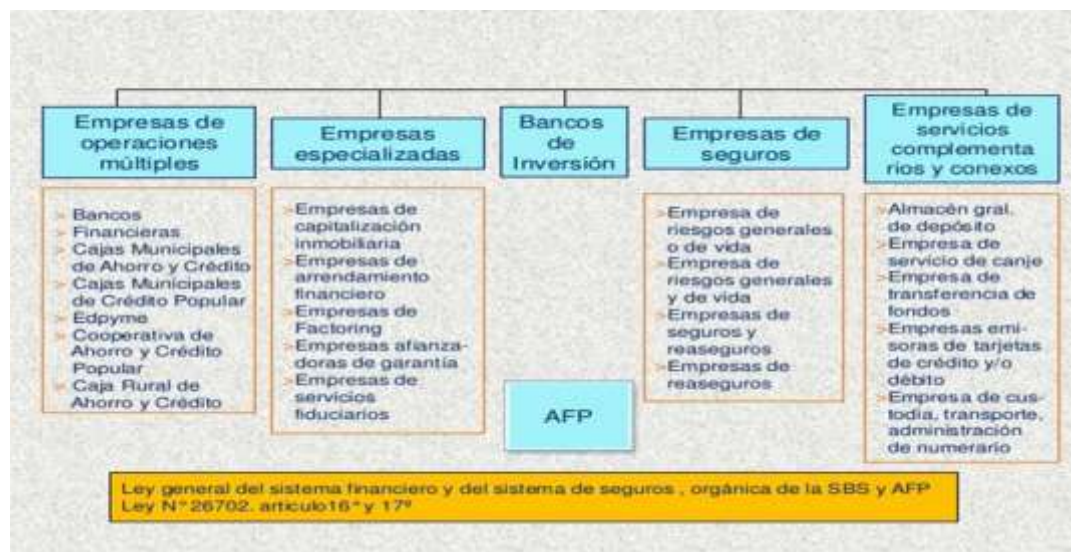 Empresas de
operaciones
múltiples
> Bancos
> Financieras
> Cajas Municipales
de Ahorro y Crédito
> Cajas Municipales
de Crédito Popular
> Edpyme
> Cooperativa de
Ahorro y Crédito
Popular
> Caja Rural de
Ahorro y Crédito
Empresas
especializadas
>Empresas de
capitalización
inmobiliaria
>Empresas de
arrendamiento
financiero
>Empresas de
Factoring
>Empresas afianza-
doras de garantía
>Empresas de
servicios
fiduciarios
Bancos
de
Inversión
AFP
Empresas de
seguros
>Empresa de
riesgos generales
o de vida
>Empresa de
riesgos generales
y de vida
>Empresas de
seguros y
reaseguros
>Empresas de
reaseguros
Empresas de
servicios
complementa
rios y conexos
>Almacén gral.
de depósito
>Empresa de
servicio de canje
>Empresa de
transferencia de
fondos
>Empresas emi-
soras de tarjetas
de crédito y/o
débito
>Empresa de cus-
todia, transporte,
administración
de numerario
Ley general del sistema financiero y del sistema de seguros , orgánica de la SBS y AFP
Ley N°26702. articulo16° y 17º